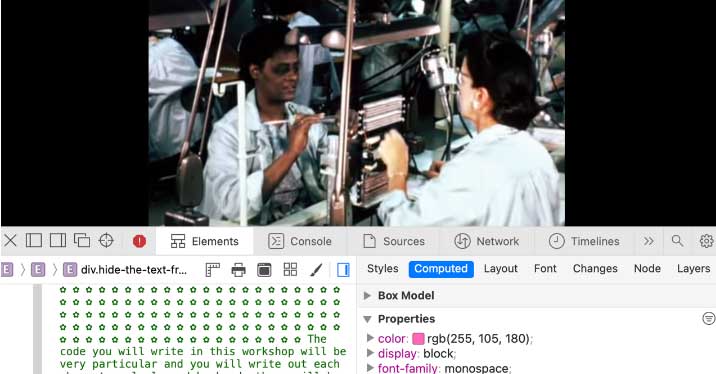 Elements Console Sources Network Timelines
E E E div.hide-the-text-fr... Styles Computed Layout Font Changes Node Layers
Box Model
Properties
✿ ✿ ✿ ✿ ✿ ✿ ✿ ✿ ✿ ✿ ✿ ✿ ✿ ✿ ✿ ✿ ✿ ✿ ✿ ✿ The
color: rgb(255, 105, 180);
code you will write in this workshop will be
display: block;
very particular and you will write out each
font-family: monospace;